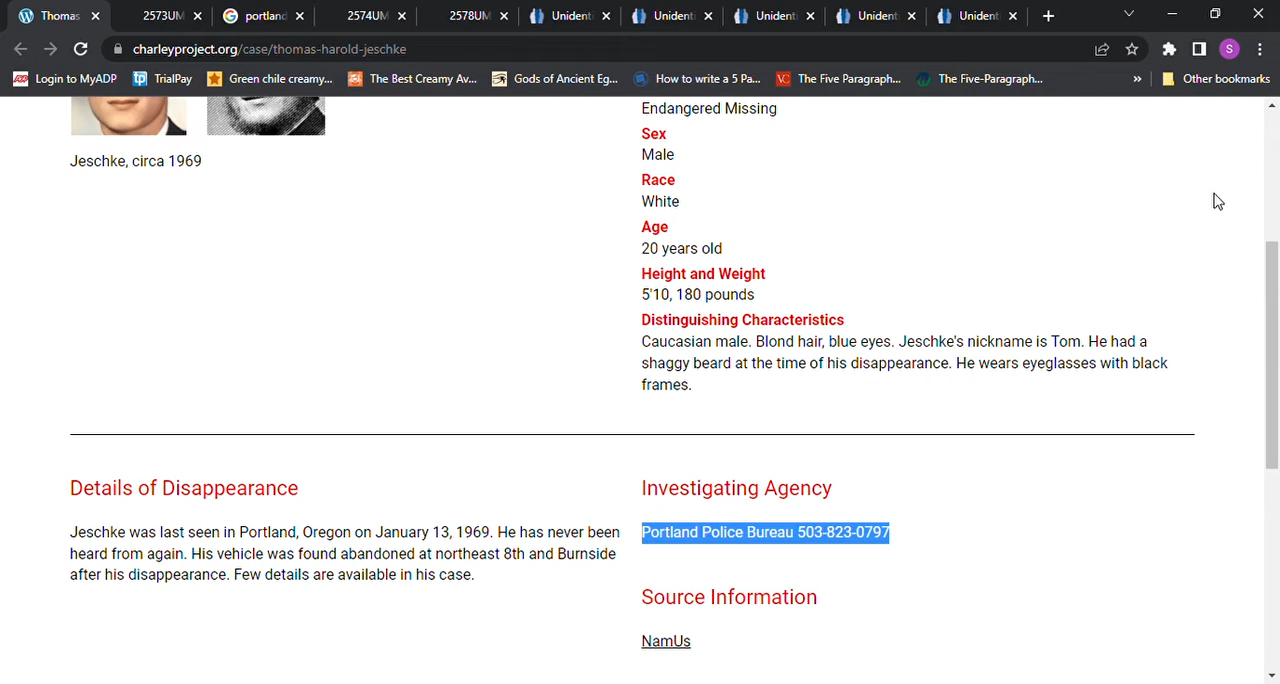 Thomas
2573UM
portland
2574UM
2578UM
Unidenti
Unidenti
Unidenti
Unidenti
Unidenti
charleyproject.org/case/thomas-harold-jeschke
S
Login to MyADP
TrialPay
Green chile creamy...
The Best Creamy Av...
Gods of Ancient Eg...
How to write a 5 Pa...
The Five Paragraph...
The Five-Paragraph...
»
Other bookmarks
Jeschke, circa 1969
Endangered Missing
Sex
Male
Race
White
Age
20 years old
Height and Weight
5'10, 180 pounds
Distinguishing Characteristics
Caucasian male. Blond hair, blue eyes. Jeschke's nickname is Tom. He had a
shaggy beard at the time of his disappearance. He wears eyeglasses with black
frames.
Details of Disappearance
Jeschke was last seen in Portland, Oregon on January 13, 1969. He has never been
heard from again. His vehicle was found abandoned at northeast 8th and Burnside
after his disappearance. Few details are available in his case.
Investigating Agency
Portland Police Bureau 503-823-0797
Source Information
NamUs